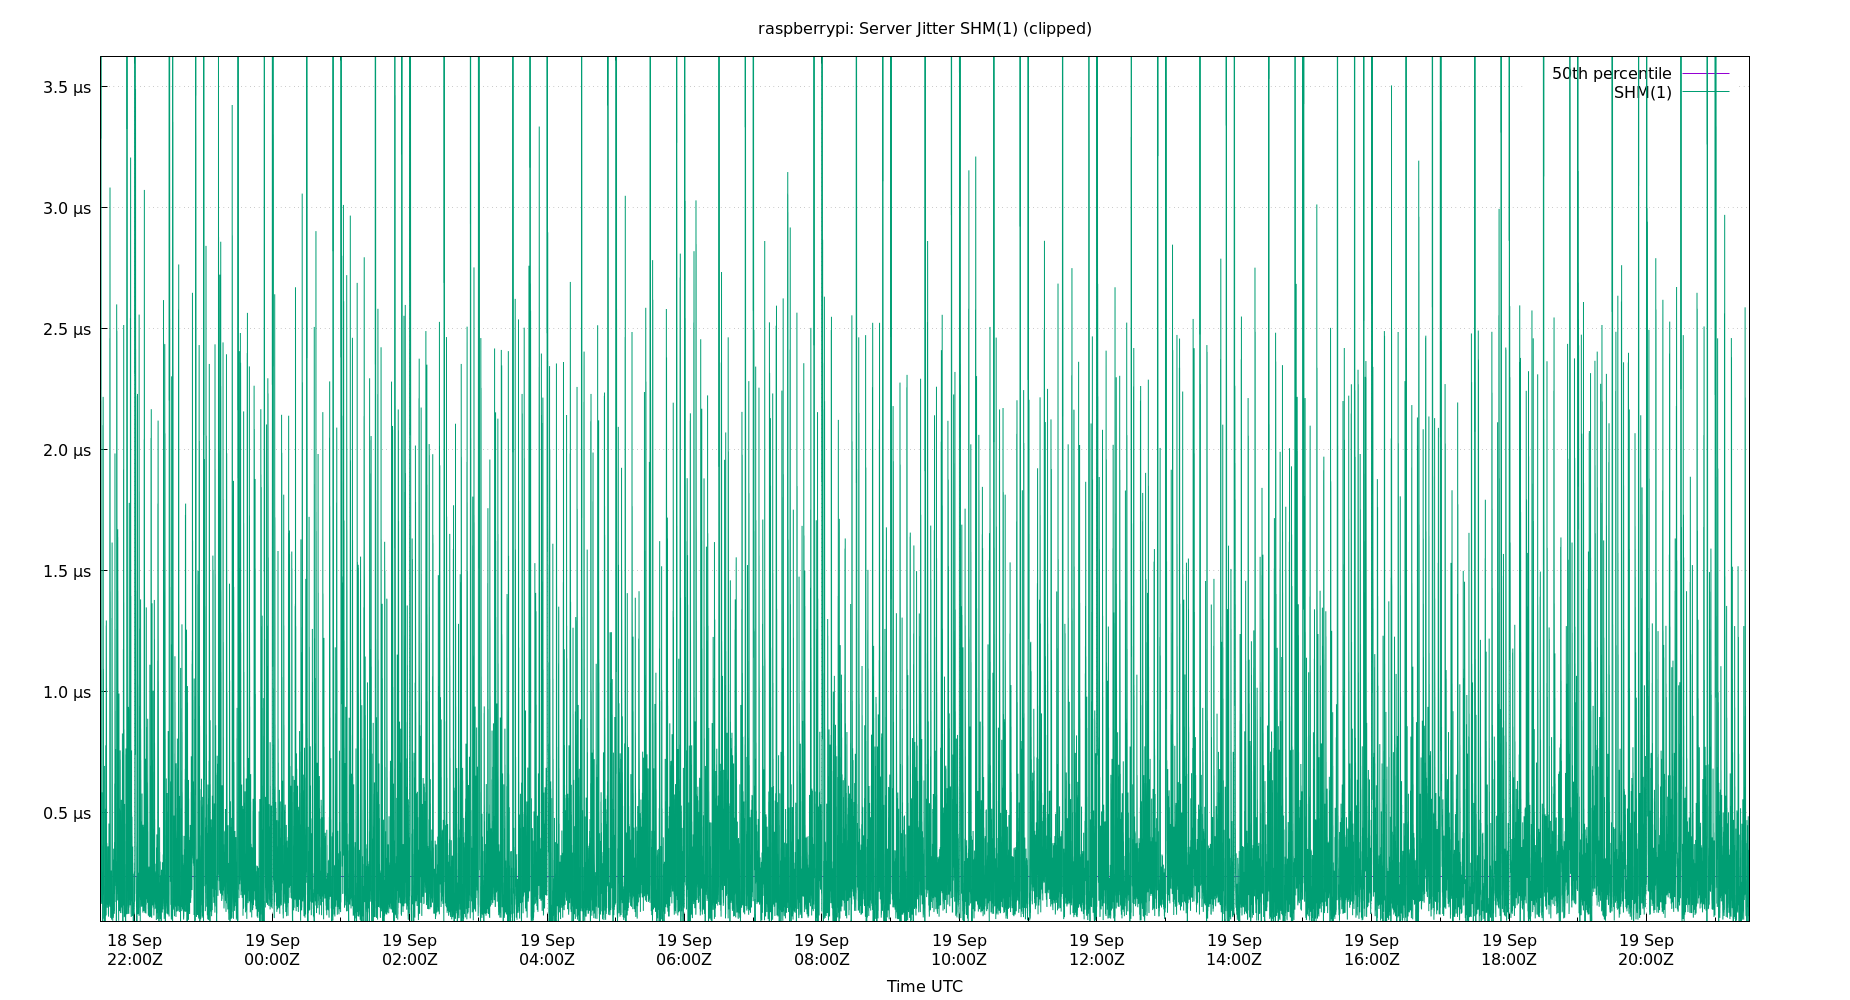 raspberrypi: Server Jitter SHM(1) (clipped)
50th percentile
SHM(1)
3.5 µs
3.0 µs
2.5 µs
2.0 µs
1.5 µs
1.0 µs
0.5 µs
18 Sep 19 Sep 19 Sep 19 Sep 19 Sep 19 Sep 19 Sep 19 Sep 19 Sep 19 Sep 19 Sep 19 Sep
22:00Z 00:00Z 02:00Z 04:00Z 06:00Z 08:00Z 10:00Z 12:00Z 14:00Z 16:00Z 18:00Z 20:00Z
Time UTC